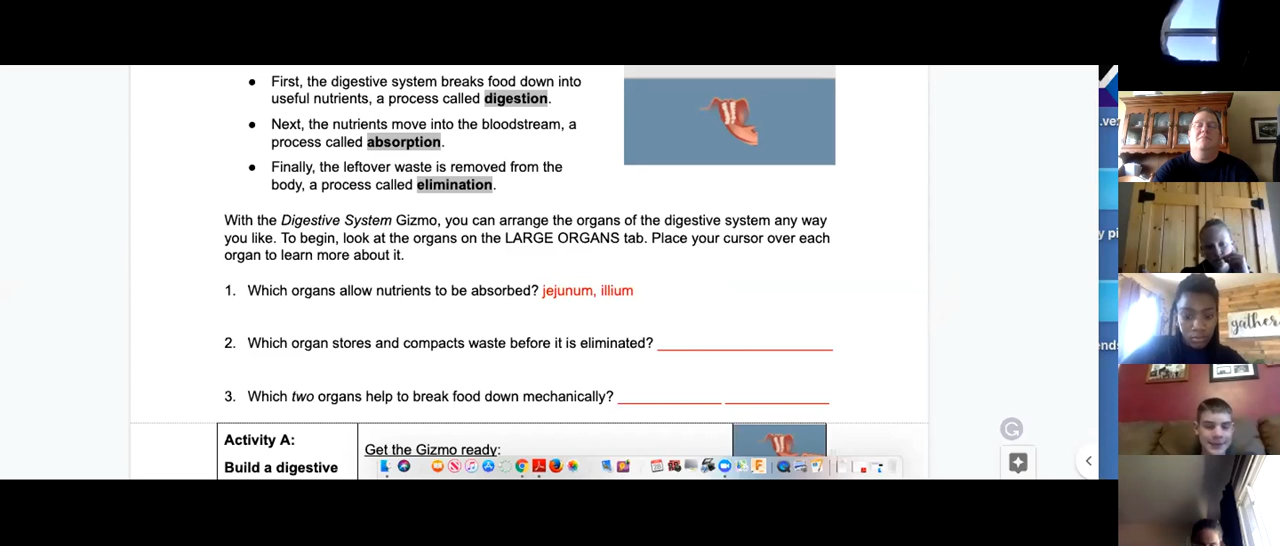 ● First, the digestive system breaks food down into
useful nutrients, a process called digestion.
● Next, the nutrients move into the bloodstream, a
process called absorption.
● Finally, the leftover waste is removed from the
body, a process called elimination.
With the Digestive System Gizmo, you can arrange the organs of the digestive system any way
you like. To begin, look at the organs on the LARGE ORGANS tab. Place your cursor over each
organ to learn more about it.
1. Which organs allow nutrients to be absorbed? jejunum, illium
2. Which organ stores and compacts waste before it is eliminated?
3. Which two organs help to break food down mechanically?
Activity A:
Build a digestive
Get the Gizmo ready:
.ve
y pi
end
gather